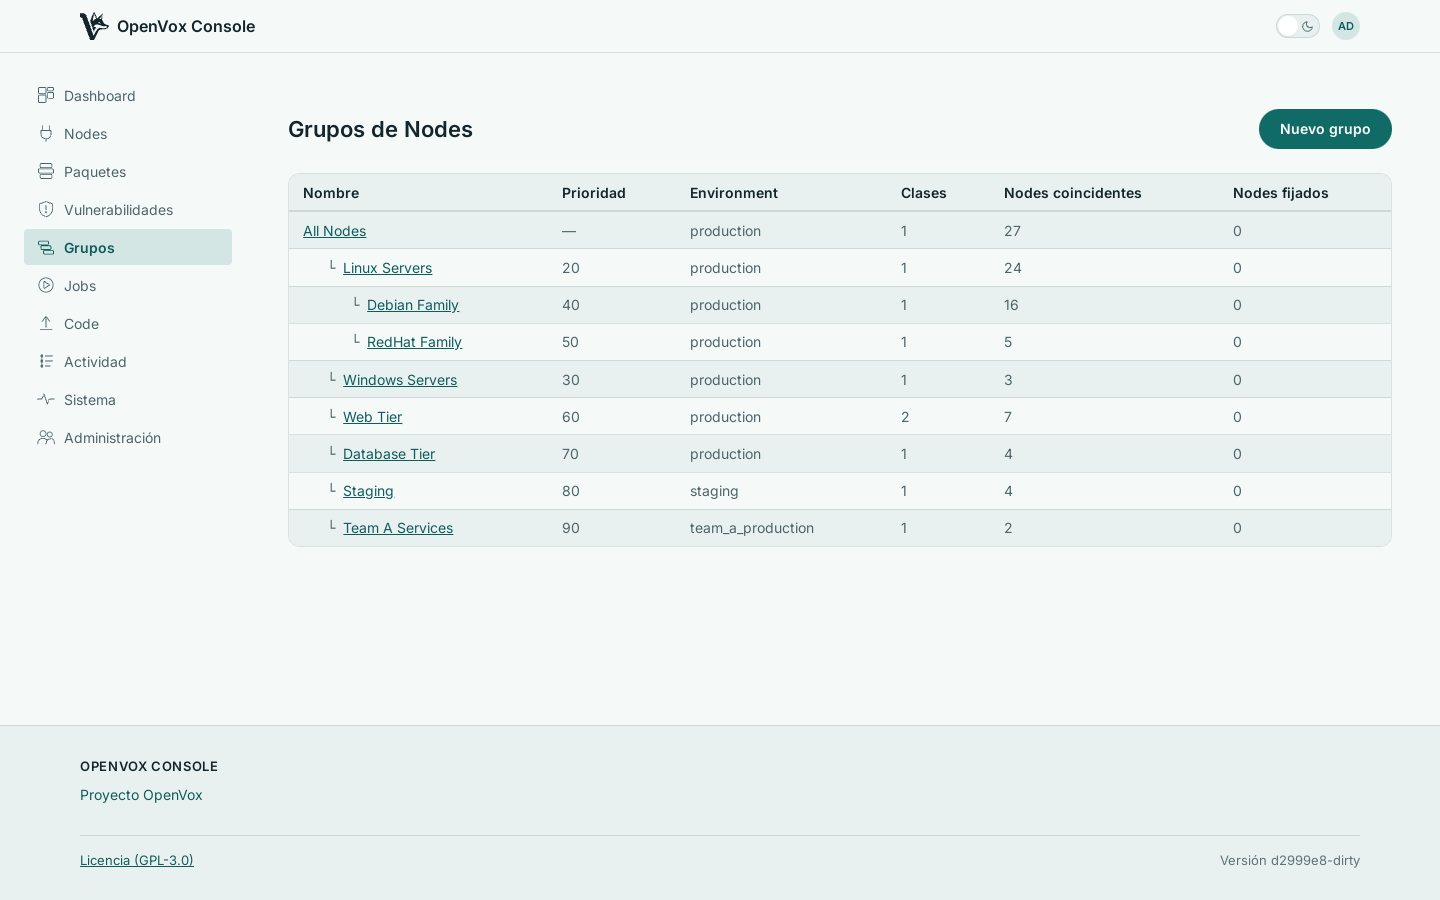 OpenVox Console
AD
Dashboard
Nodes
Paquetes
Vulnerabilidades
Grupos
Jobs
Code
Actividad
Sistema
Administración
Grupos de Nodes
Nuevo grupo
Nombre Prioridad Environment Clases Nodes coincidentes Nodes fijados
All Nodes — production 1 27 0
└ Linux Servers 20 production 1 24 0
└ Debian Family 40 production 1 16 0
└ RedHat Family 50 production 1 5 0
└ Windows Servers 30 production 1 3 0
└ Web Tier 60 production 2 7 0
└ Database Tier 70 production 1 4 0
└ Staging 80 staging 1 4 0
└ Team A Services 90 team_a_production 1 2 0
OPENVOX CONSOLE
Proyecto OpenVox
Licencia (GPL-3.0)
Versión d2999e8-dirty